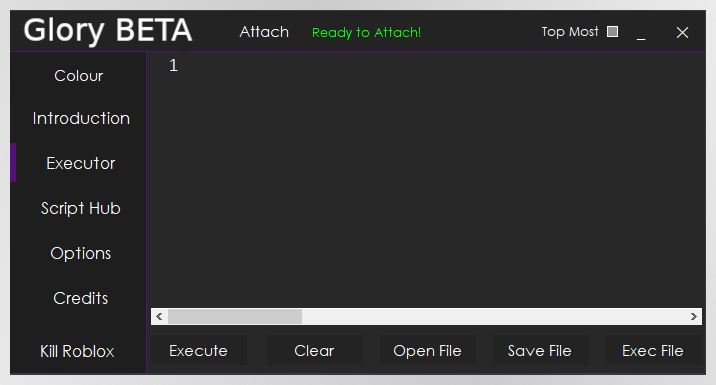 Glory BETA
Attach
Ready to Attach!
Top Most
Colour
Introduction
Executor
Script Hub
Options
Credits
Kill Roblox
1
Execute
Clear
Open File
Save File
Exec File